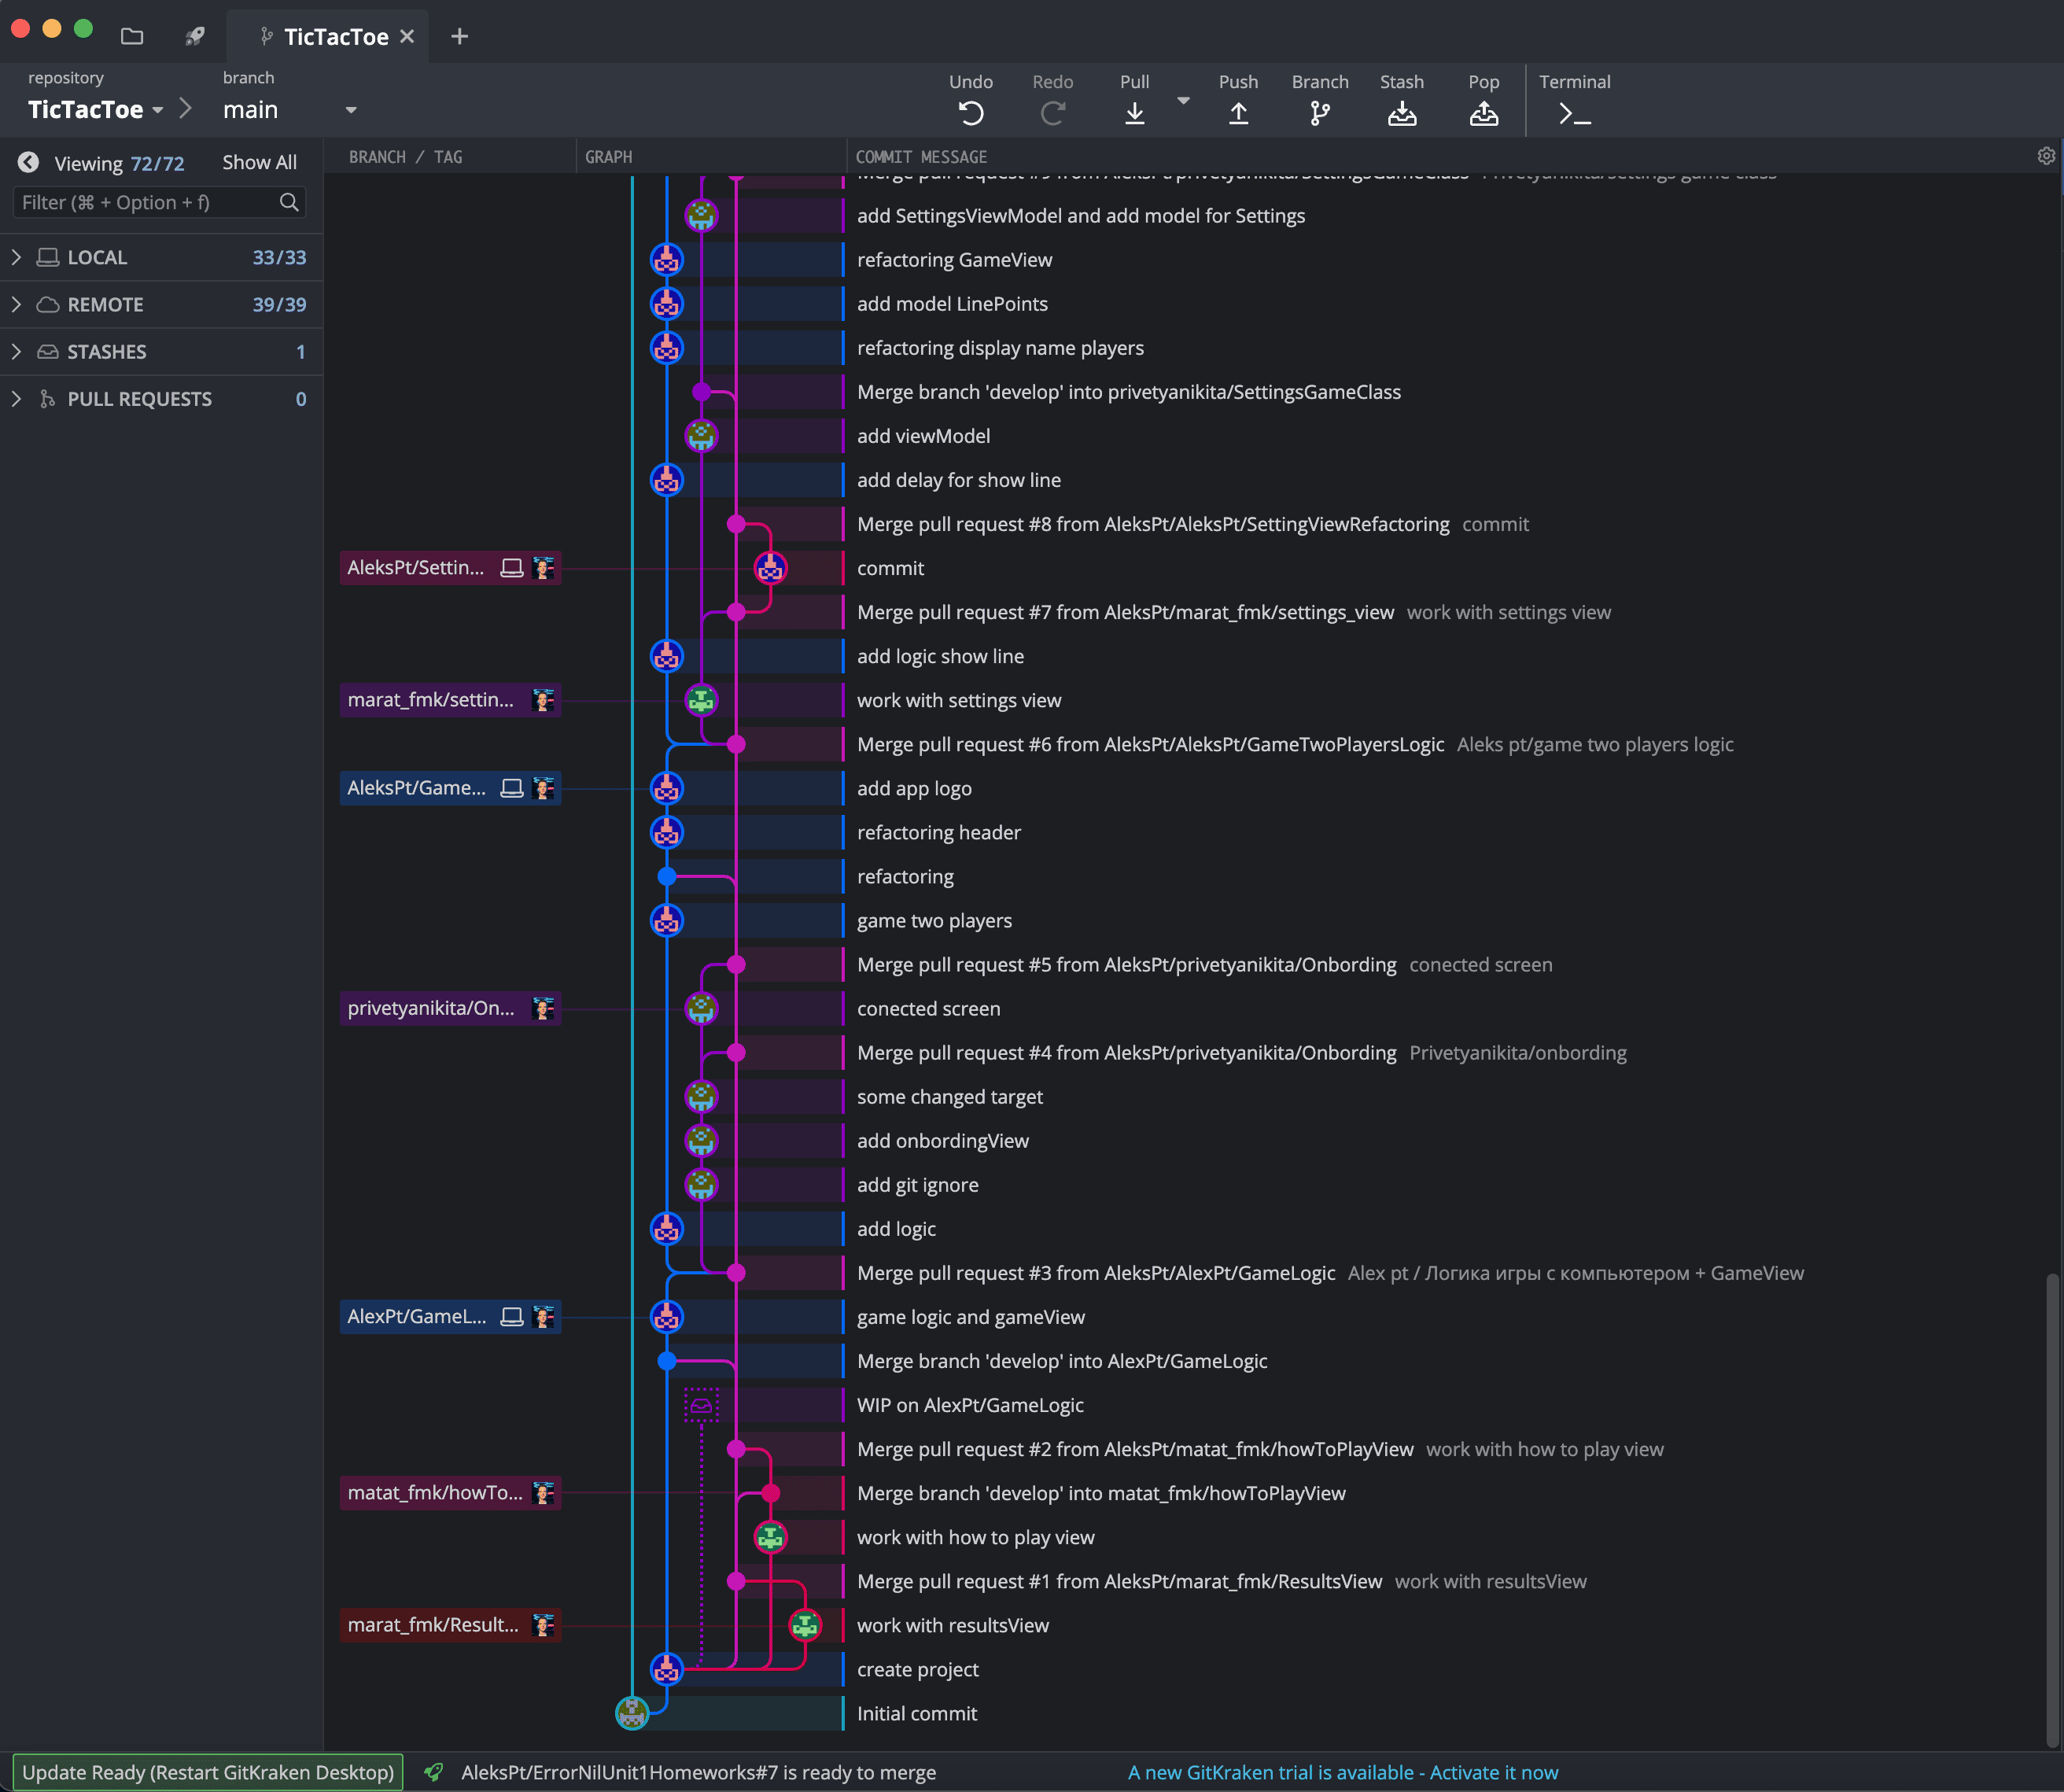 TicTacToe
repository
branch
TicTacToe
main
Undo
Redo
Pull
Push
Branch
Stash
Pop
Terminal
Viewing 72/72
Show All
Filter (⌘ + Option + f)
LOCAL 33/33
REMOTE 39/39
STASHES 1
PULL REQUESTS 0
BRANCH / TAG
GRAPH
COMMIT MESSAGE
Merge pull request #9 from AleksPt/privetyanikita/SettingsGameClass Privetyanikita/settings game class
add SettingsViewModel and add model for Settings
refactoring GameView
add model LinePoints
refactoring display name players
Merge branch 'develop' into privetyanikita/SettingsGameClass
add viewModel
add delay for show line
Merge pull request #8 from AleksPt/AleksPt/SettingViewRefactoring commit
AleksPt/Settin... commit
Merge pull request #7 from AleksPt/marat_fmk/settings_view work with settings view
add logic show line
marat_fmk/settin... work with settings view
Merge pull request #6 from AleksPt/AleksPt/GameTwoPlayersLogic Aleks pt/game two players logic
AleksPt/Game... add app logo
refactoring header
refactoring
game two players
Merge pull request #5 from AleksPt/privetyanikita/Onbording conected screen
privetyanikita/On... conected screen
Merge pull request #4 from AleksPt/privetyanikita/Onbording Privetyanikita/onbording
some changed target
add onbordingView
add git ignore
add logic
Merge pull request #3 from AleksPt/AlexPt/GameLogic Alex pt / Логика игры с компьютером + GameView
AlexPt/GameL... game logic and gameView
Merge branch 'develop' into AlexPt/GameLogic
WIP on AlexPt/GameLogic
Merge pull request #2 from AleksPt/matat_fmk/howToPlayView work with how to play view
matat_fmk/howTo... Merge branch 'develop' into matat_fmk/howToPlayView
work with how to play view
Merge pull request #1 from AleksPt/marat_fmk/ResultsView work with resultsView
marat_fmk/Result... work with resultsView
create project
Initial commit
Update Ready (Restart GitKraken Desktop)
AleksPt/ErrorNilUnit1Homeworks#7 is ready to merge
A new GitKraken trial is available - Activate it now